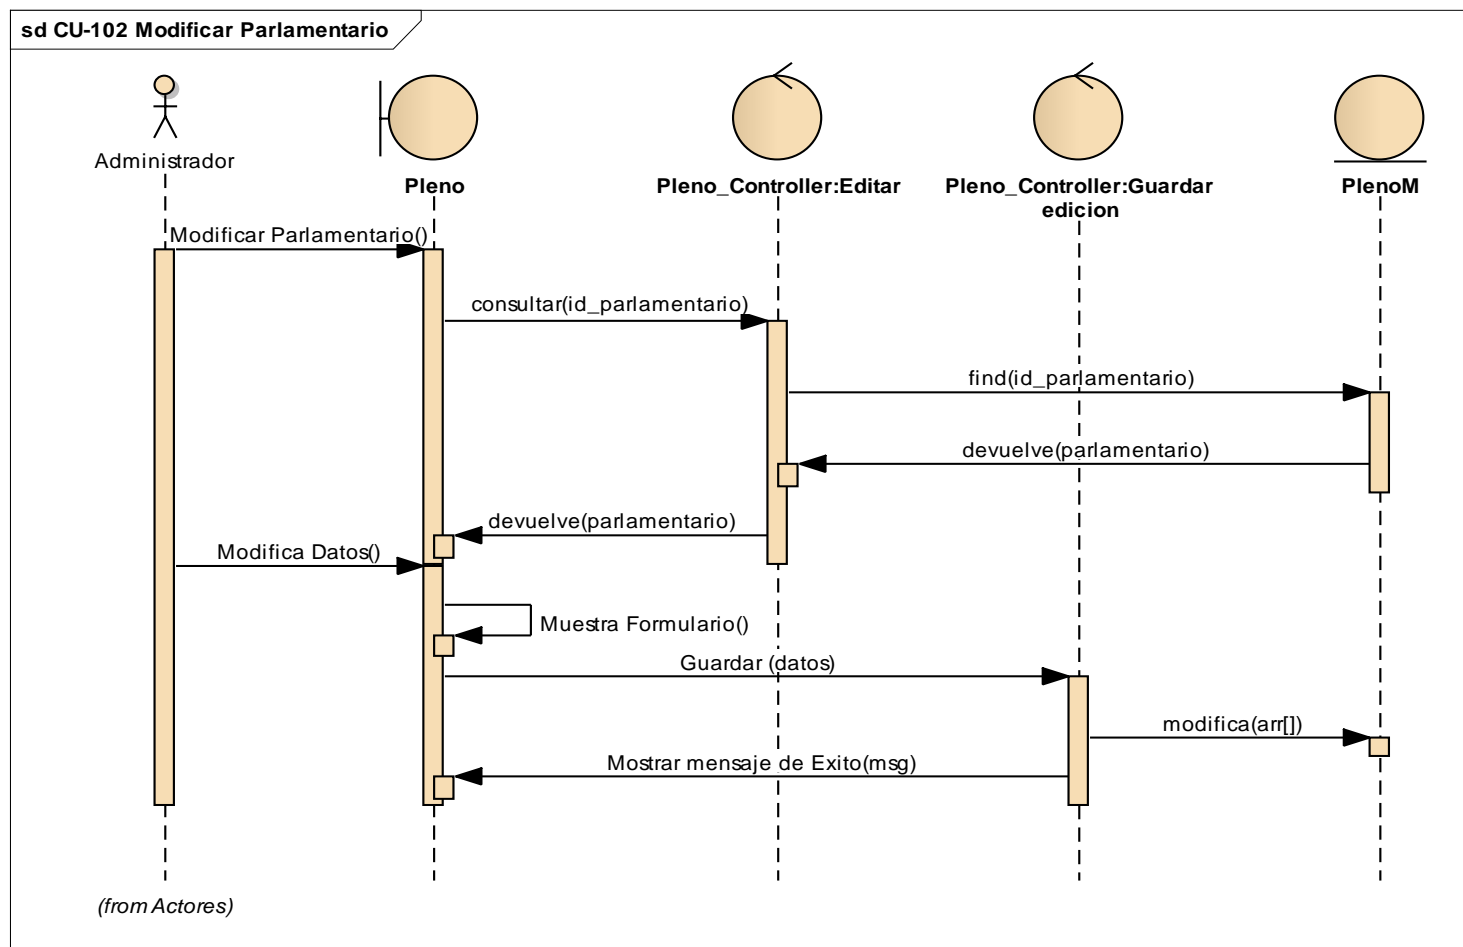 sd CU-102 Modificar Parlamentario
Administrador
Pleno
Pleno_Controller:Editar
Pleno_Controller:Guardar
edicion
PlenoM
Modificar Parlamentario()
consultar(id_parlamentario)
find(id_parlamentario)
devuelve(parlamentario)
devuelve(parlamentario)
Modifica Datos()
Muestra Formulario()
Guardar (datos)
modifica(arr[])
Mostrar mensaje de Exito(msg)
(from Actores)